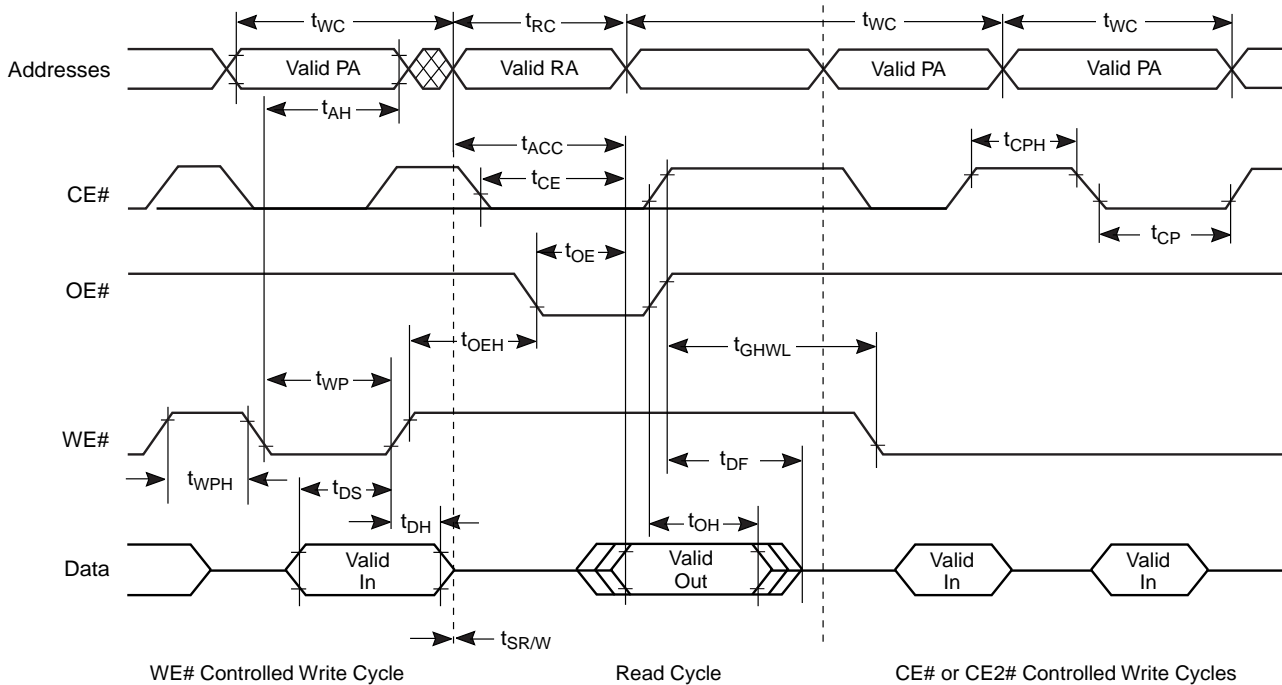 tWC tRC tWC tWC
Addresses Valid PA Valid RA Valid PA Valid PA
tAH
tACC tCPH
CE# tCE
tOE tCP
OE#
tOEH tGHWL
tWP
WE#
tWPH tDS tDF
tDH tOH
Data Valid In Valid Out Valid In Valid In
tSR/W
WE# Controlled Write Cycle Read Cycle CE# or CE2# Controlled Write Cycles